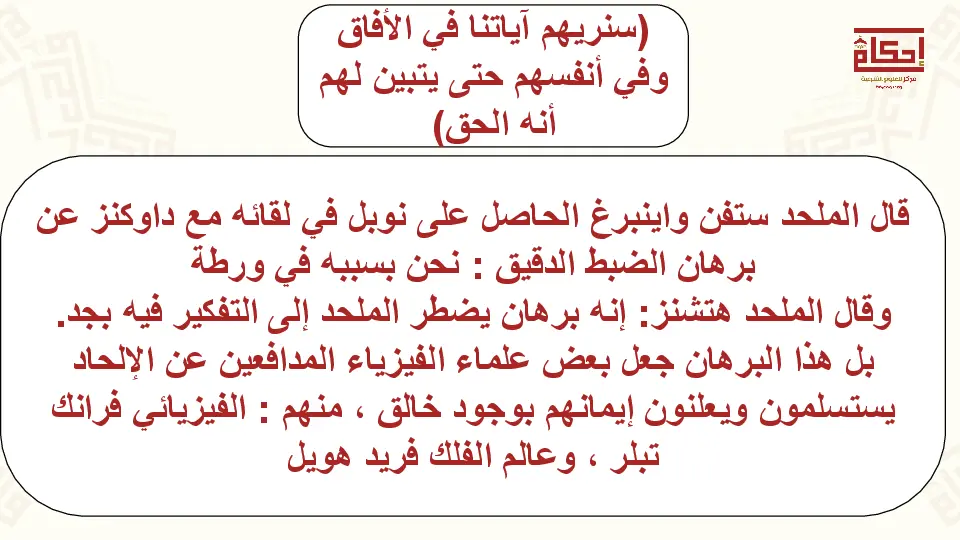 (سنريهم آياتنا في الأفاق
وفي أنفسهم حتى يتبين لهم
أنه الحق)
إحكام
مركز للعلوم الشرعية
قال الملحد ستفن واينبرغ الحاصل على نوبل في لقائه مع داوكنز عن
برهان الضبط الدقيق : نحن بسببه في ورطة
وقال الملحد هتشنز: إنه برهان يضطر الملحد إلى التفكير فيه بجد.
بل هذا البرهان جعل بعض علماء الفيزياء المدافعين عن الإلحاد
يستسلمون ويعلنون إيمانهم بوجود خالق ، منهم : الفيزيائي فرانك
تبلر ، وعالم الفلك فريد هويل